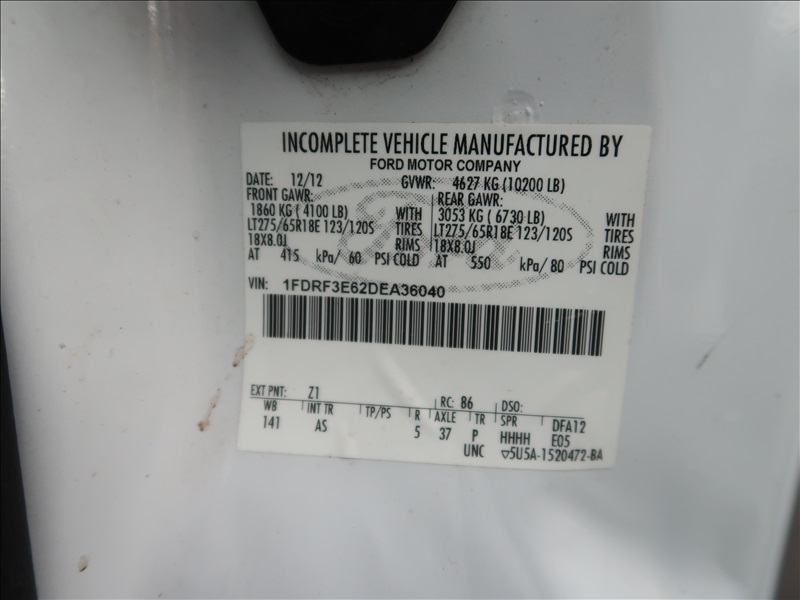 INCOMPLETE VEHICLE MANUFACTURED BY
FORD MOTOR COMPANY
DATE: 12/12 GVWR: 4627 KG (10200 LB)
FRONT GAWR: REAR GAWR:
1860 KG (4100 LB) WITH 3053 KG (6730 LB) WITH
LT275/65R18E 123/120S TIRES LT275/65R18E 123/120S TIRES
18X8.0J RIMS 18X8.0J RIMS
AT 415 kPa/ 60 PSI COLD AT 550 kPa/ 80 PSI COLD
VIN: 1FDRF3E62DEA36040
EXT PNT: Z1 RC: 86 DSO:
WB INT TR TP/PS R AXLE TR SPR DFA12
141 AS 5 37 P HHHH E05
UNC ▽5U5A-1520472-BA